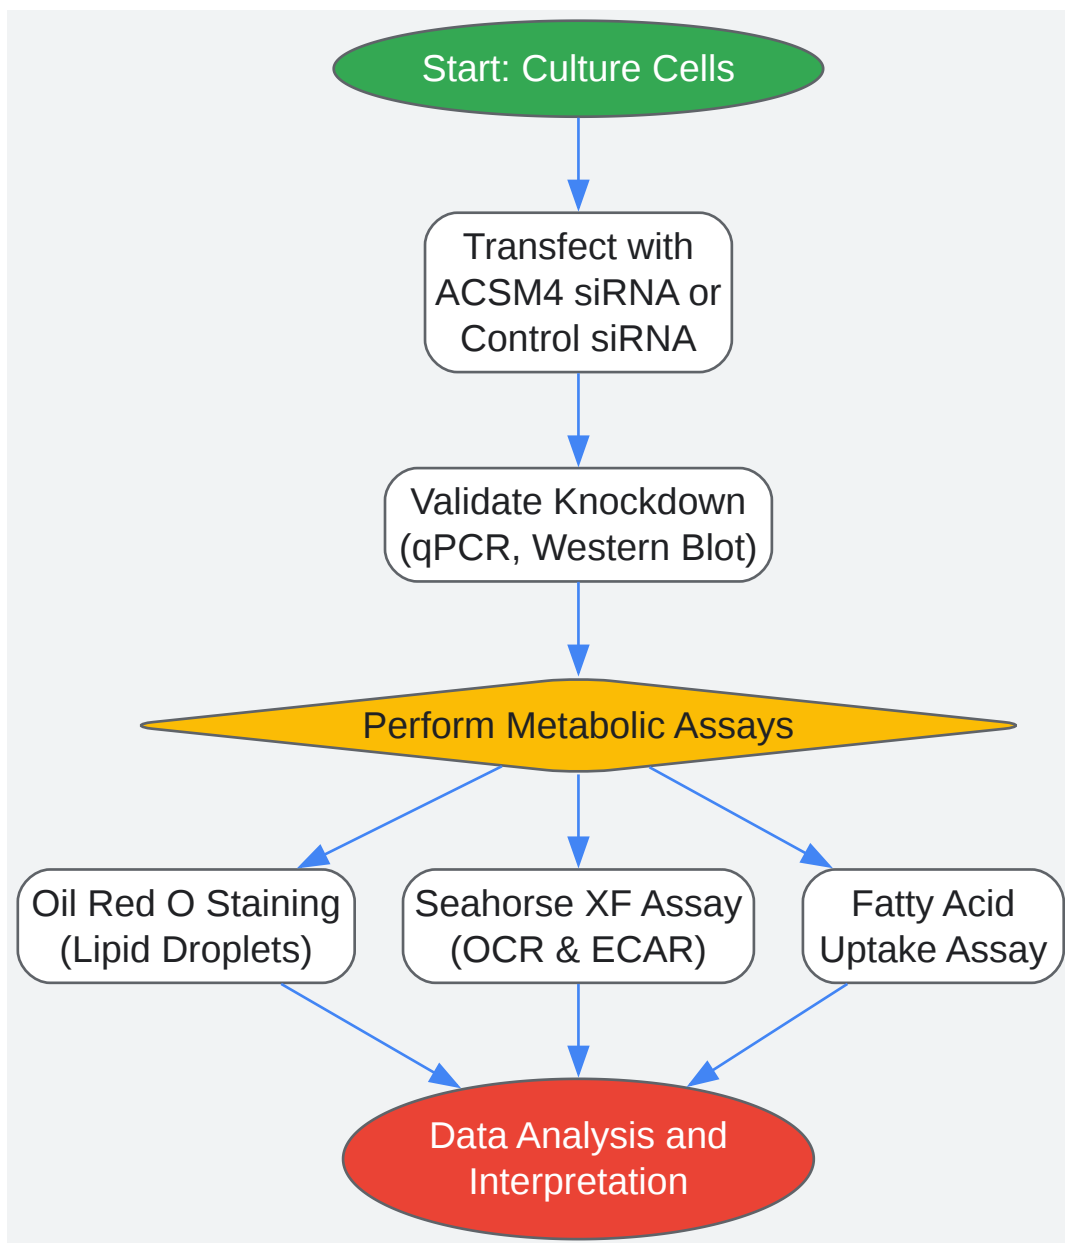 Start: Culture Cells
Transfect with
ACSM4 siRNA or
Control siRNA
Validate Knockdown
(qPCR, Western Blot)
Perform Metabolic Assays
Oil Red O Staining
(Lipid Droplets)
Seahorse XF Assay
(OCR & ECAR)
Fatty Acid
Uptake Assay
Data Analysis and
Interpretation